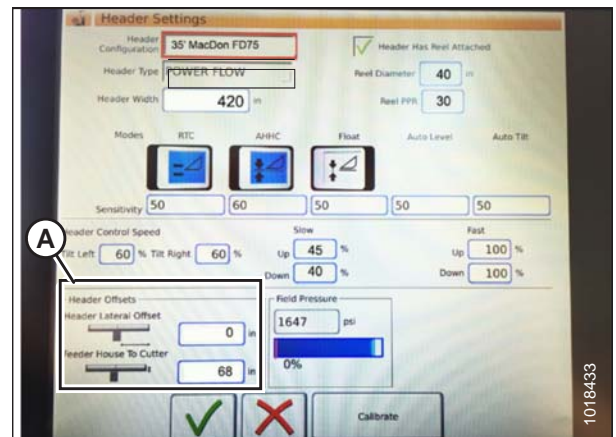 Header Settings
Header Configuration 35' MacDon FD75
Header Has Reel Attached
Header Type POWER FLOW
Reel Diameter 40 in
Header Width 420 in
Reel PPR 30
Modes RTC AHHC Float Auto Level Auto Tilt
Sensitivity 50 60 50 50 50
Header Control Speed
Slow Fast
Tilt Left 60 % Tilt Right 60 % Up 45 % Up 100 %
Down 40 % Down 100 %
A
Header Offsets
Header Lateral Offset
0 in
Feeder House To Cutter
68 in
Field Pressure
1647 psi
0%
Calibrate
1018433